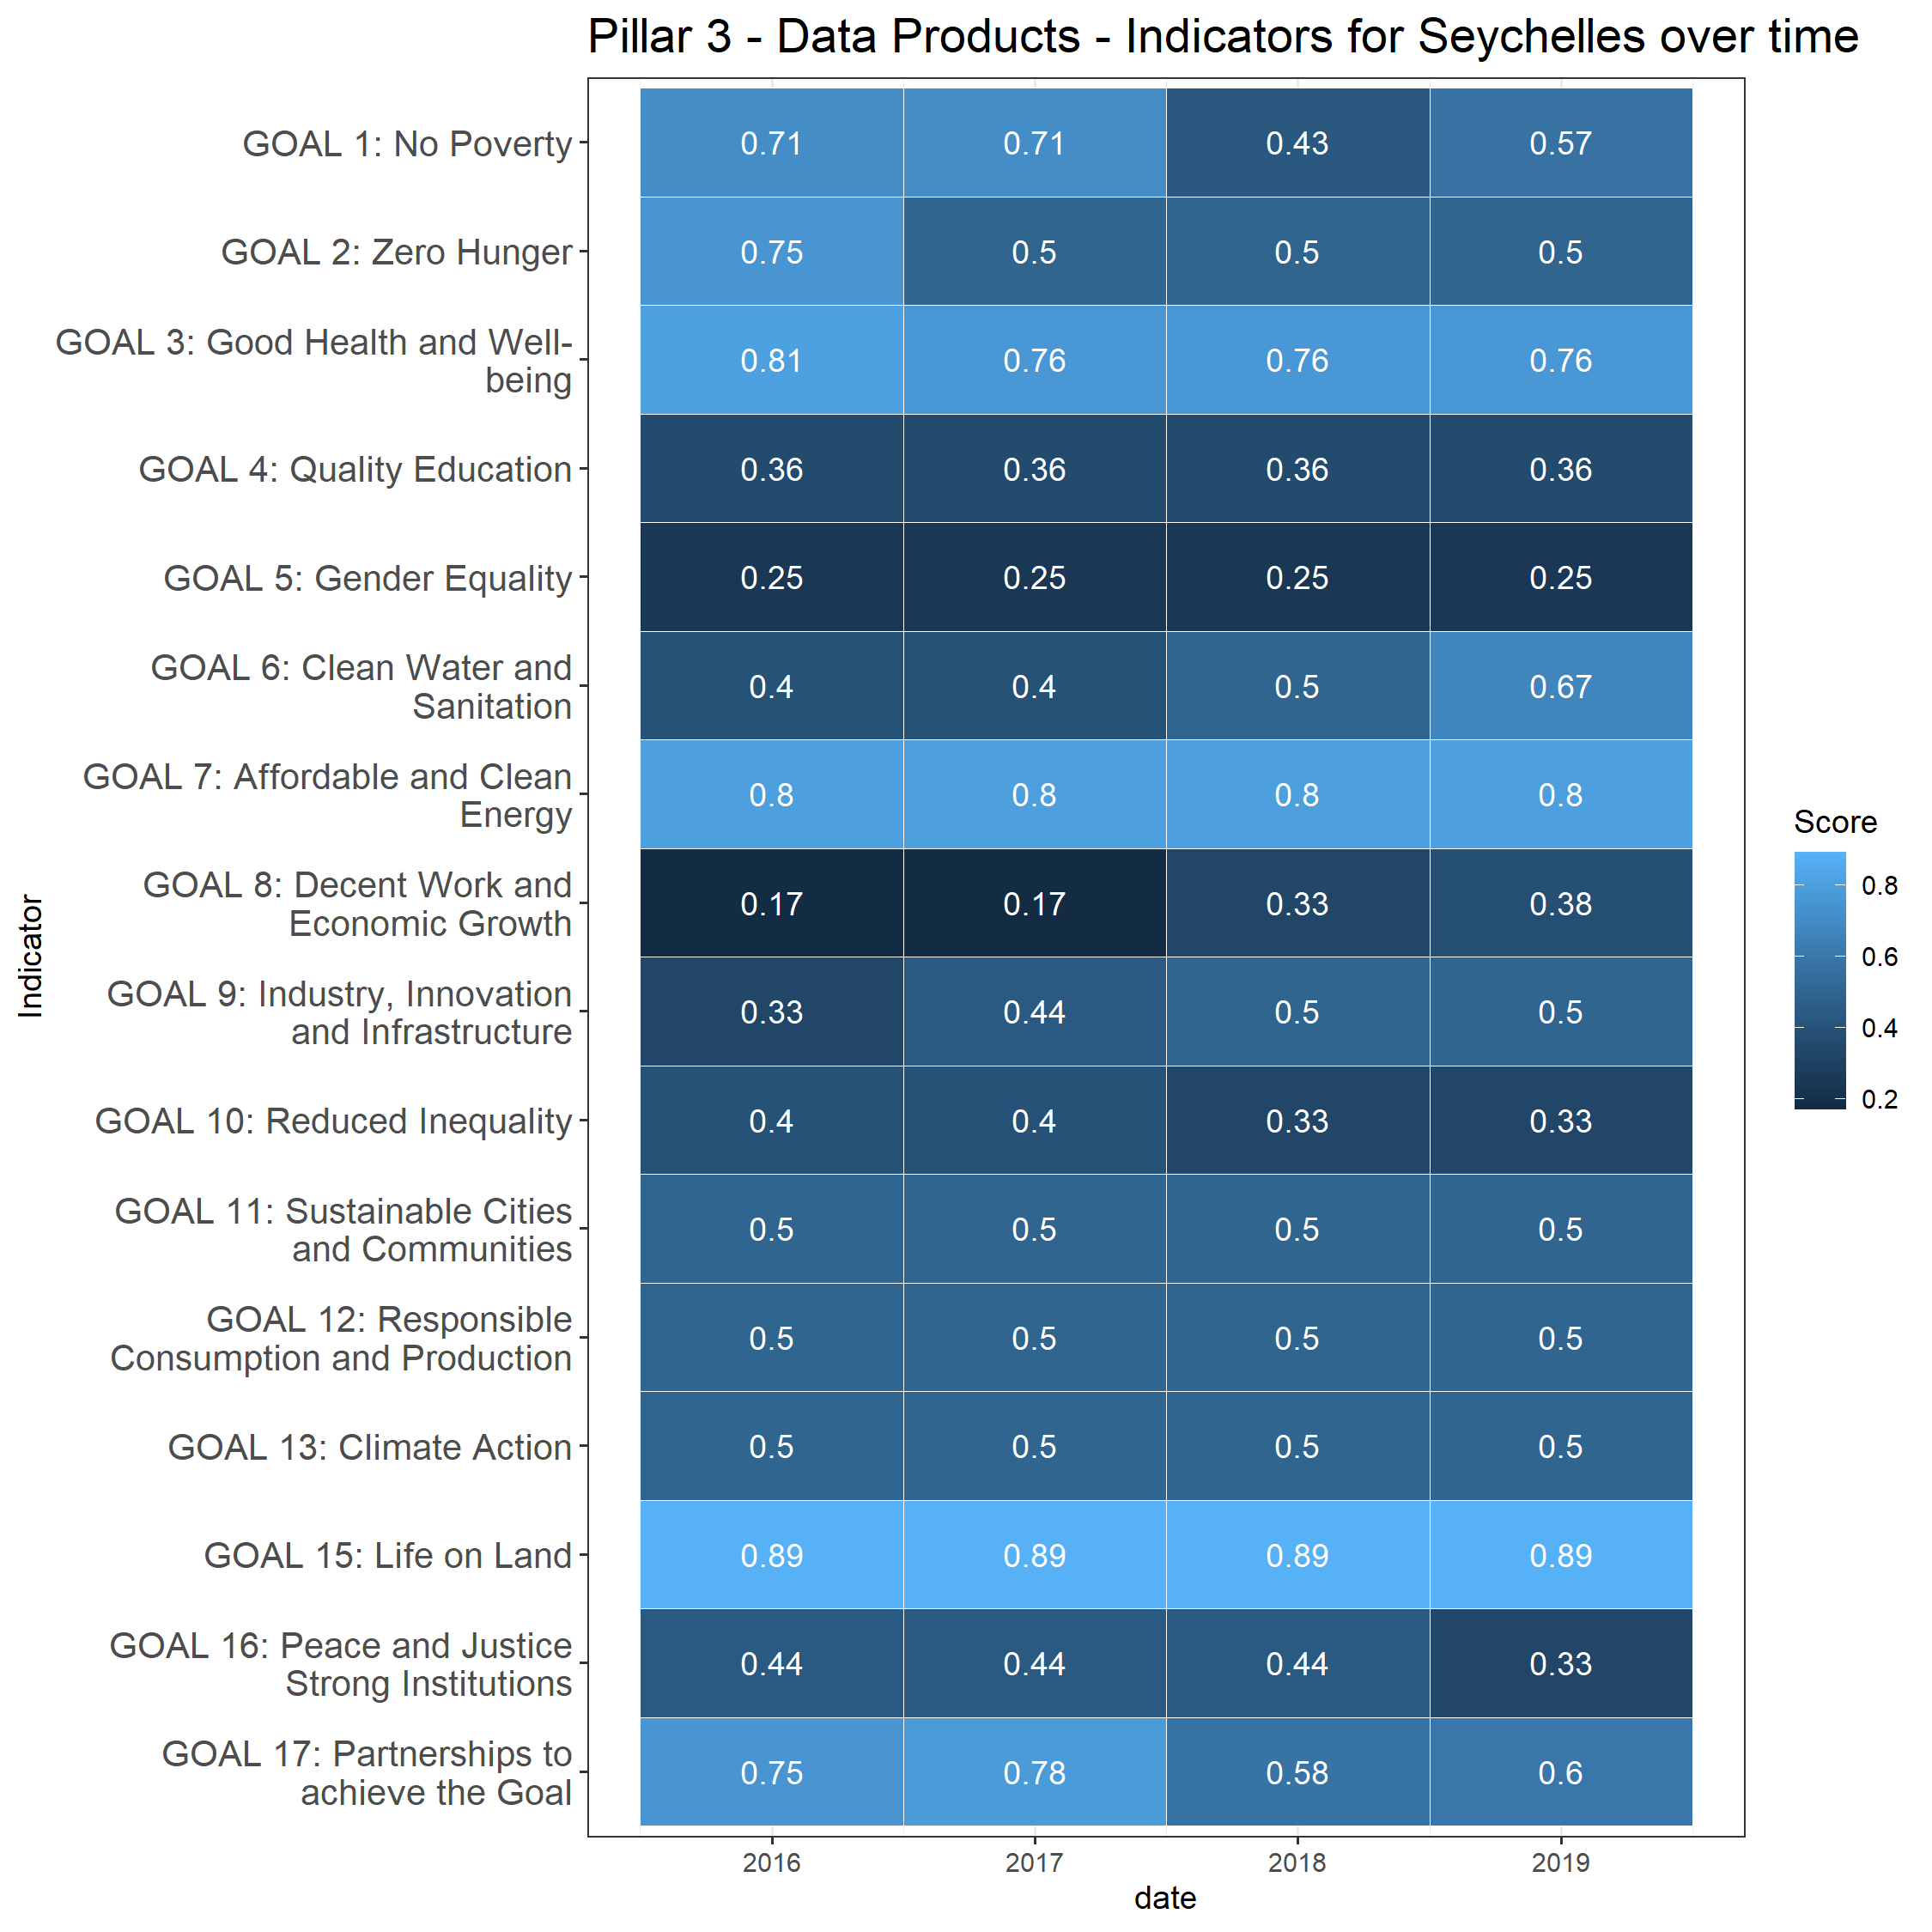 Pillar 3 - Data Products - Indicators for Seychelles over time
GOAL 1: No Poverty
0.71 0.71 0.43 0.57
GOAL 2: Zero Hunger
0.75 0.5 0.5 0.5
GOAL 3: Good Health and Well-
being
0.81 0.76 0.76 0.76
GOAL 4: Quality Education
0.36 0.36 0.36 0.36
GOAL 5: Gender Equality
0.25 0.25 0.25 0.25
GOAL 6: Clean Water and
Sanitation
0.4 0.4 0.5 0.67
GOAL 7: Affordable and Clean
Energy
0.8 0.8 0.8 0.8
GOAL 8: Decent Work and
Economic Growth
0.17 0.17 0.33 0.38
GOAL 9: Industry, Innovation
and Infrastructure
0.33 0.44 0.5 0.5
GOAL 10: Reduced Inequality
0.4 0.4 0.33 0.33
GOAL 11: Sustainable Cities
and Communities
0.5 0.5 0.5 0.5
GOAL 12: Responsible
Consumption and Production
0.5 0.5 0.5 0.5
GOAL 13: Climate Action
0.5 0.5 0.5 0.5
GOAL 15: Life on Land
0.89 0.89 0.89 0.89
GOAL 16: Peace and Justice
Strong Institutions
0.44 0.44 0.44 0.33
GOAL 17: Partnerships to
achieve the Goal
0.75 0.78 0.58 0.6
2016 2017 2018 2019
date
Indicator
Score
0.8
0.6
0.4
0.2